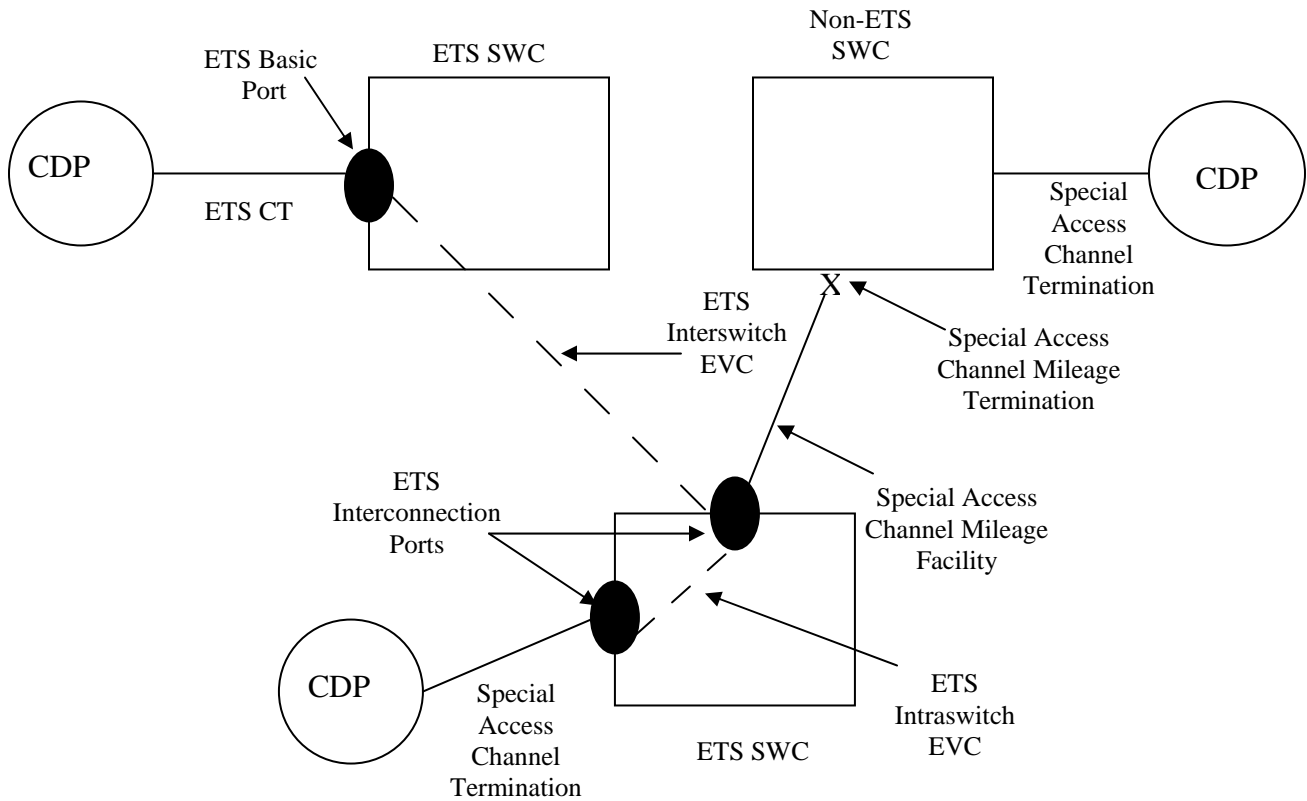 Non-ETS
SWC
ETS Basic
Port
ETS SWC
CDP
CDP
ETS CT
Special
Access
Channel
Termination
ETS
Interswitch
EVC
X
Special Access
Channel Mileage
Termination
ETS
Interconnection
Ports
Special Access
Channel Mileage
Facility
CDP
Special
Access
Channel
Termination
ETS
Intraswitch
EVC
ETS SWC